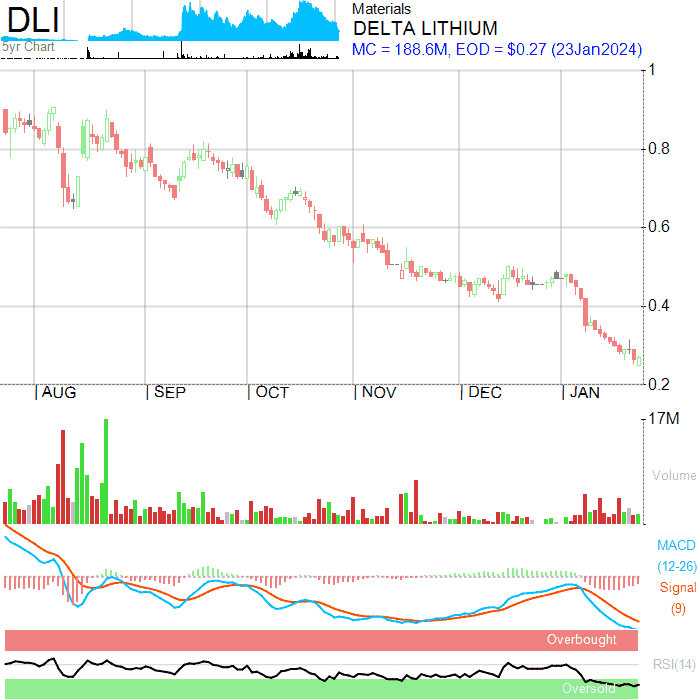 DLI
5yr Chart
Materials
DELTA LITHIUM
MC = 188.6M, EOD = $0.27 (23Jan2024)
1
0.8
0.6
0.4
0.2
AUG SEP OCT NOV DEC JAN
17M
Volume
MACD
(12-26)
Signal
(9)
Overbought
RSI(14)
Oversold